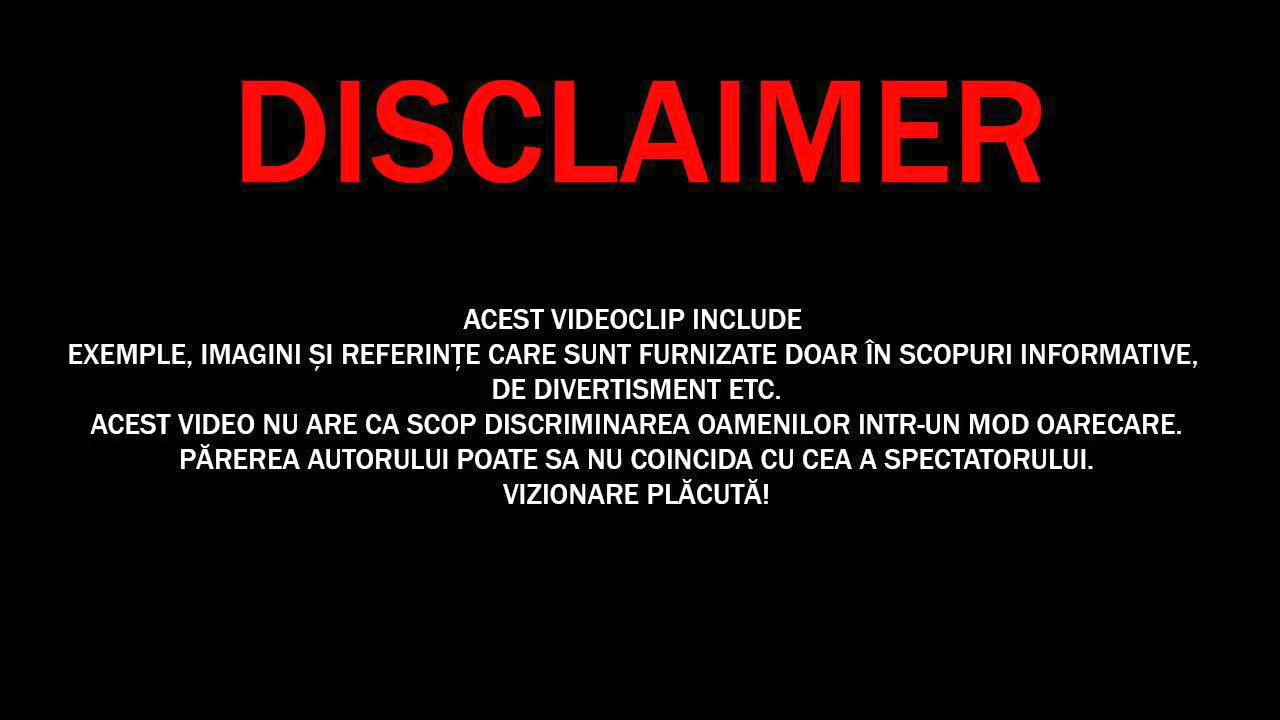 DISCLAIMER
ACEST VIDEOCLIP INCLUDE
EXEMPLE, IMAGINI ȘI REFERINȚE CARE SUNT FURNIZATE DOAR ÎN SCOPURI INFORMATIVE,
DE DIVERTISMENT ETC.
ACEST VIDEO NU ARE CA SCOP DISCRIMINAREA OAMENILOR INTR-UN MOD OARECARE.
PĂREREA AUTORULUI POATE SA NU COINCIDA CU CEA A SPECTATORULUI.
VIZIONARE PLĂCUTĂ!